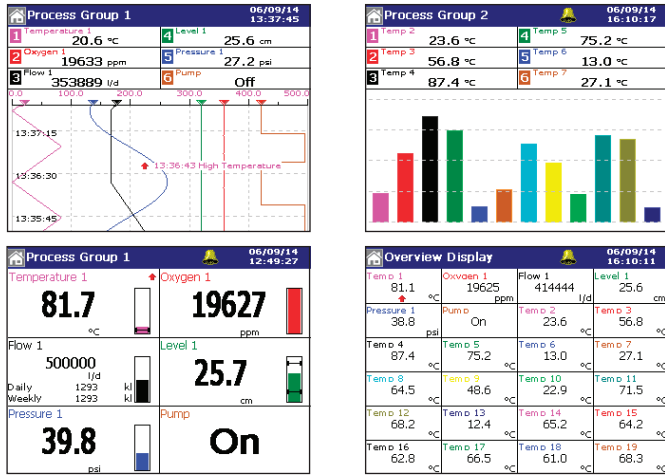 Process Group 1
06/09/14
13:37:45
1 Temperature 1 20.6 °C
4 Level 1 25.6 cm
2 Oxygen 1 19633 ppm
5 Pressure 1 27.2 psi
3 Flow 1 353889 l/d
6 Pump Off
0.0 100.0 200.0 300.0 400.0 500.0
13:37:15
13:36:43 High Temperature
13:36:30
13:35:45
Process Group 2
06/09/14
16:10:17
1 Temp 2 23.6 °C
4 Temp 5 75.2 °C
2 Temp 3 56.8 °C
5 Temp 6 13.0 °C
3 Temp 4 87.4 °C
6 Temp 7 27.1 °C
Process Group 1
06/09/14
12:49:27
Temperature 1
81.7
°C
Oxygen 1
19627
ppm
Flow 1
500000
l/d
Daily 1293 kl
Weekly 1293 kl
Level 1
25.7
cm
Pressure 1
39.8
psi
Pump
On
Overview Display
06/09/14
16:10:11
Temp 1 Oxygen 1 Flow 1 Level 1
81.1 19625 414444 25.6
°C ppm l/d cm
Pressure 1 Pump Temp 2 Temp 3
38.8 On 23.6 56.8
psi °C °C
Temp 4 Temp 5 Temp 6 Temp 7
87.4 75.2 13.0 27.1
°C °C °C °C
Temp 8 Temp 9 Temp 10 Temp 11
64.5 48.6 22.9 71.5
°C °C °C °C
Temp 12 Temp 13 Temp 14 Temp 15
68.2 12.4 65.2 64.2
°C °C °C °C
Temp 16 Temp 17 Temp 18 Temp 19
62.8 66.5 61.0 68.3
°C °C °C °C